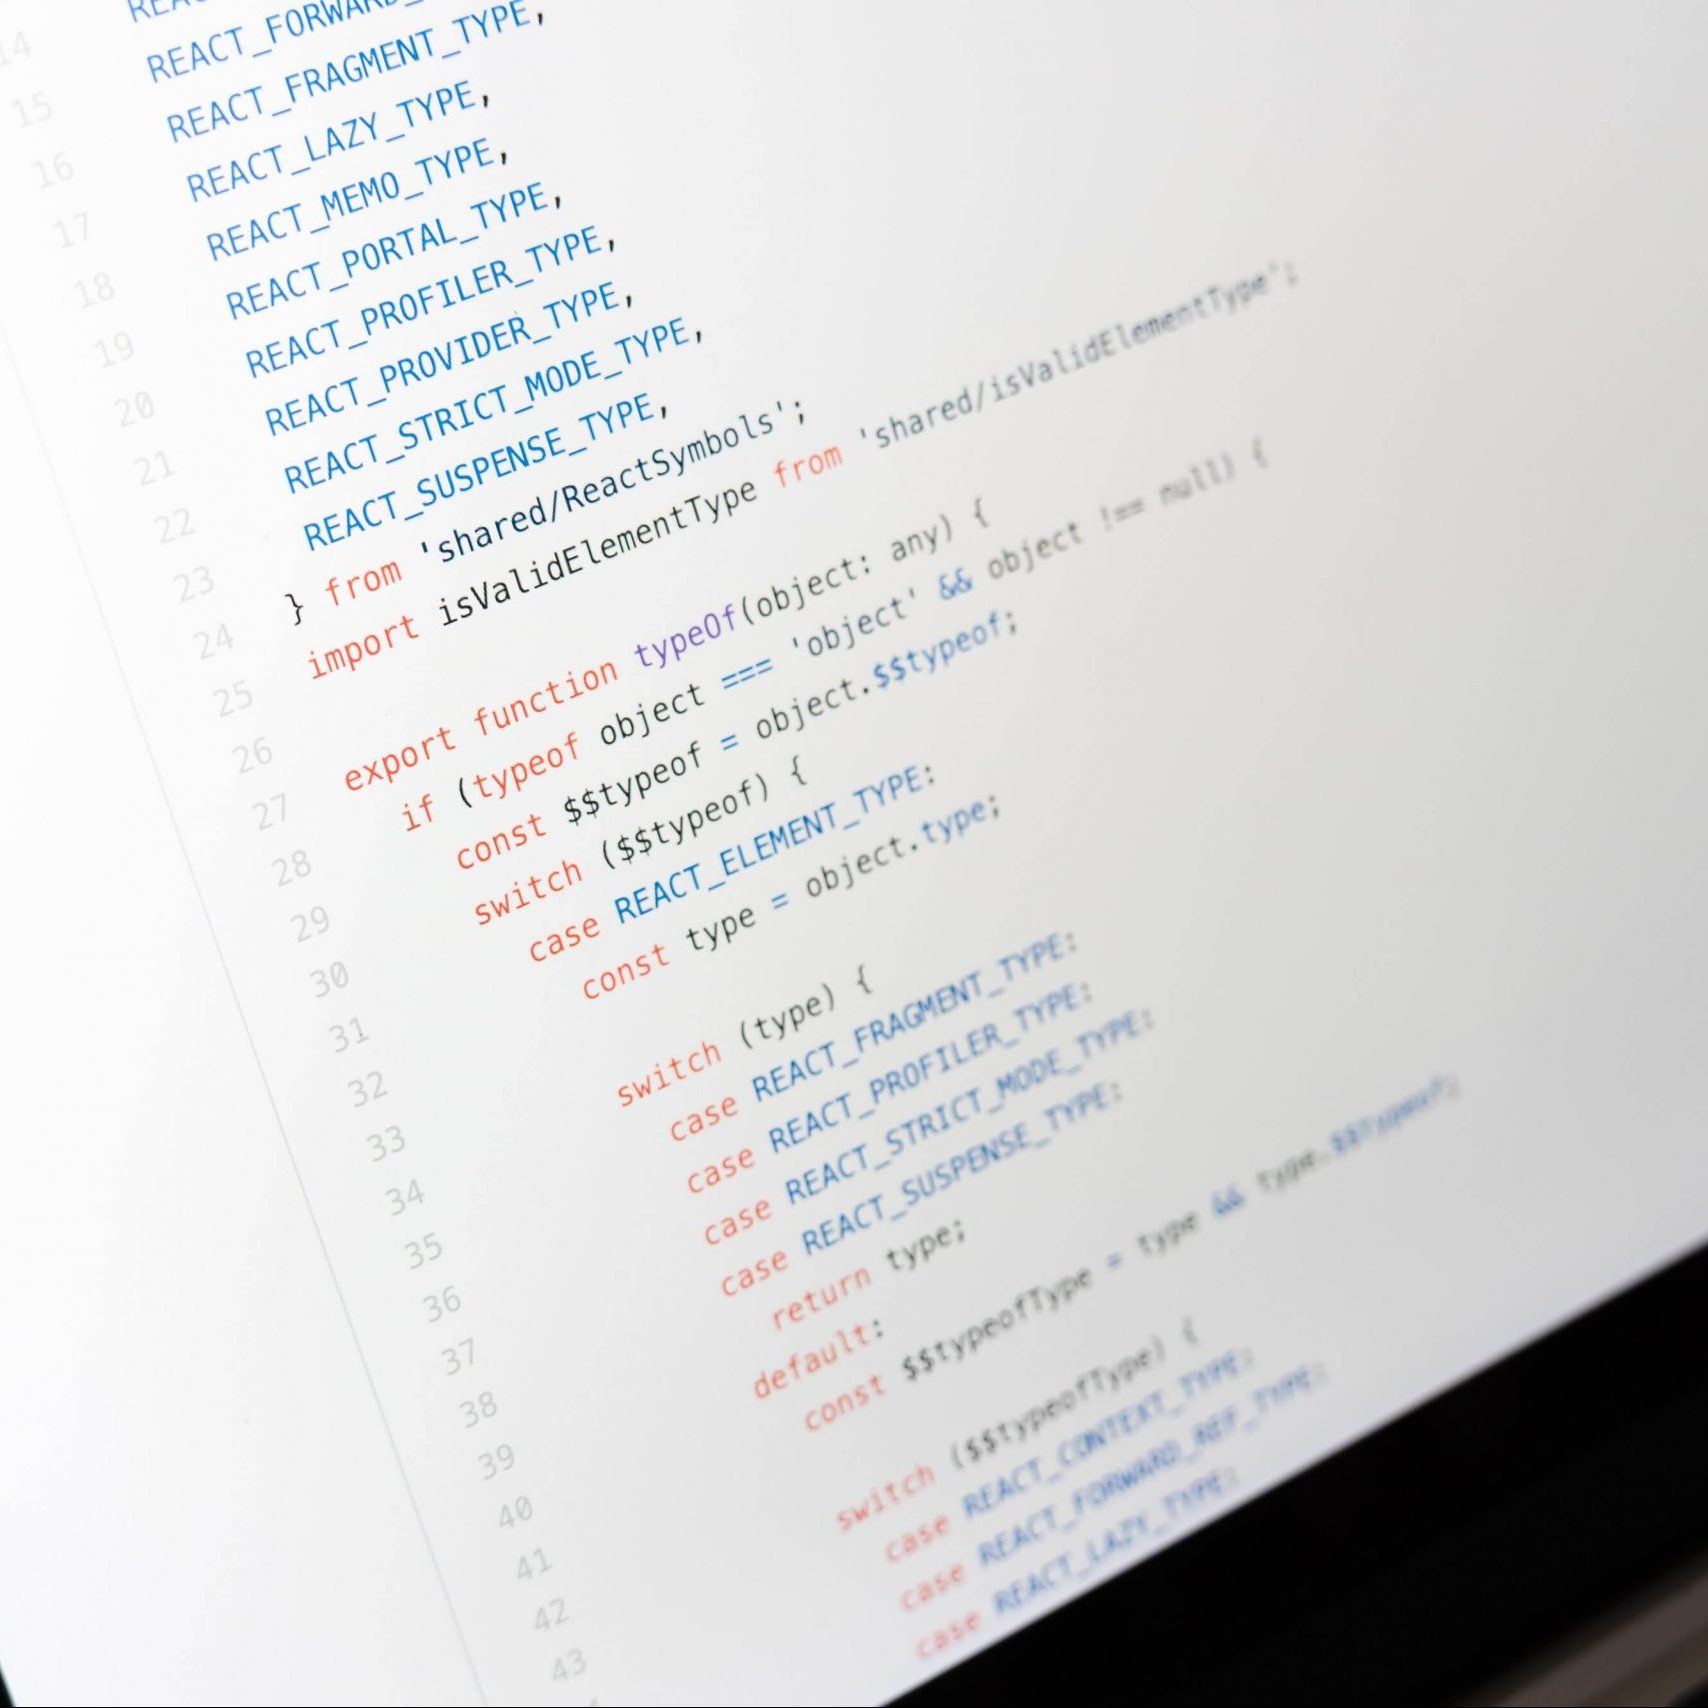 14
REACT_FORWARD_
15 REACT_FRAGMENT_TYPE,
16 REACT_LAZY_TYPE,
17 REACT_MEMO_TYPE,
18 REACT_PORTAL_TYPE,
19 REACT_PROFILER_TYPE,
20 REACT_PROVIDER_TYPE,
21 REACT_STRICT_MODE_TYPE,
22 REACT_SUSPENSE_TYPE,
23 } from 'shared/ReactSymbols';
24 import isValidElementType from 'shared/isValidElementType';
25
26 export function typeOf(object: any) {
27 if (typeof object === 'object' && object !== null) {
28 const $$typeof = object.$$typeof;
29 switch ($$typeof) {
30 case REACT_ELEMENT_TYPE:
31 const type = object.type;
32
33 switch (type) {
34 case REACT_FRAGMENT_TYPE:
35 case REACT_PROFILER_TYPE:
36 case REACT_STRICT_MODE_TYPE:
37 case REACT_SUSPENSE_TYPE:
38 return type;
39 default:
40 const $$typeofType = type && type.$$typeof;
41
42 switch ($$typeofType) {
43 case REACT_CONTEXT_TYPE:
case REACT_FORWARD_REF_TYPE:
case REACT_LAZY_TYPE: